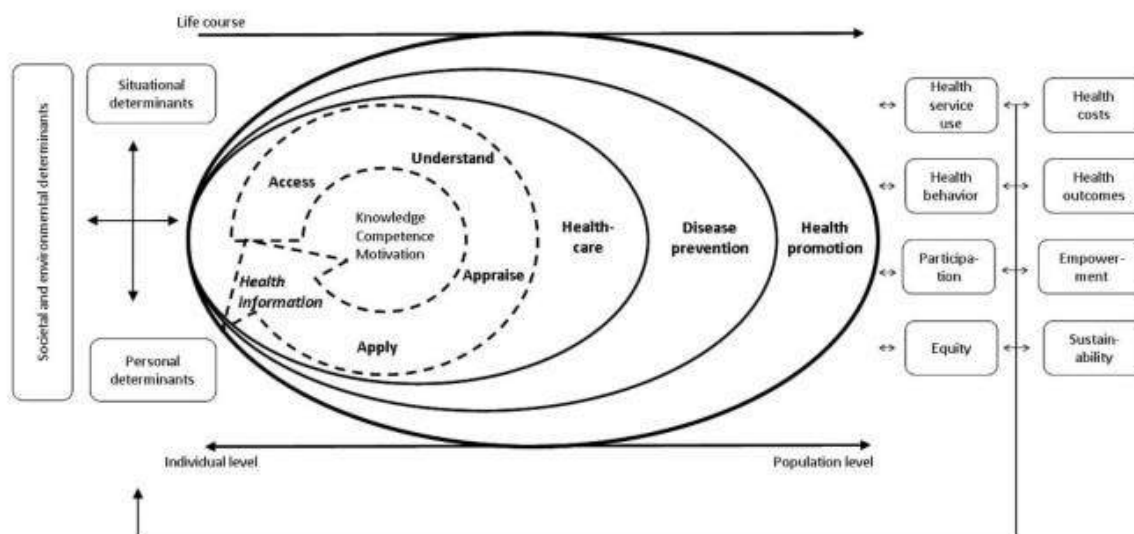 Life course
Societal and environmental determinants
Situational
determinants
Personal
determinants
Access
Understand
Knowledge
Competence
Motivation
Health
information
Appraise
Apply
Health-
care
Disease
prevention
Health
promotion
Health
service
use
Health
costs
Health
behavior
Health
outcomes
Participa-
tion
Empower-
ment
Equity
Sustain-
ability
Individual level
Population level